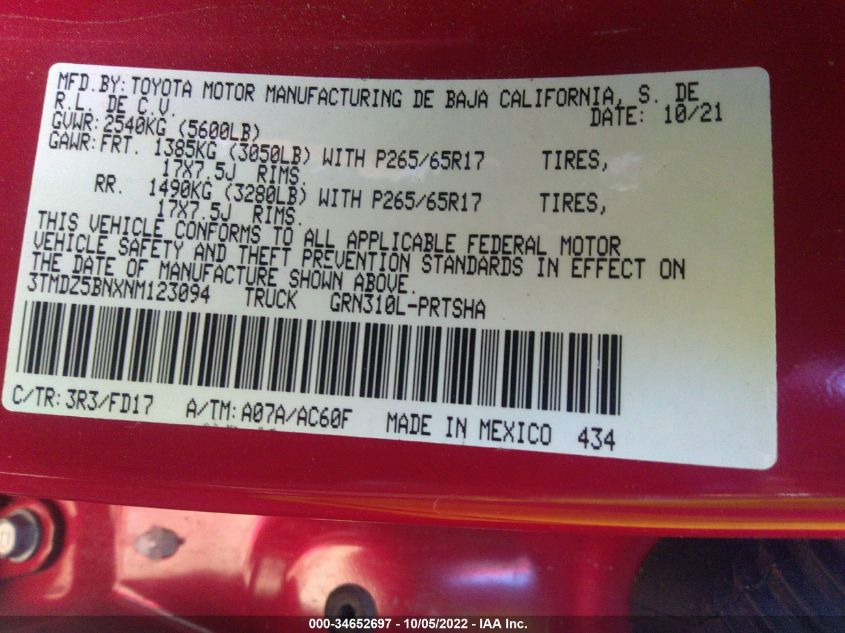 MFD.BY: TOYOTA MOTOR MANUFACTURING DE BAJA CALIFORNIA, S. DE
R.L. DE C.V. DATE: 10/21
GVWR: 2540KG (5600LB)
GAWR: FRT. 1385KG (3050LB) WITH P265/65R17 TIRES,
17X7.5J RIMS.
RR. 1490KG (3280LB) WITH P265/65R17 TIRES,
17X7.5J RIMS.
THIS VEHICLE CONFORMS TO ALL APPLICABLE FEDERAL MOTOR
VEHICLE SAFETY AND THEFT PREVENTION STANDARDS IN EFFECT ON
THE DATE OF MANUFACTURE SHOWN ABOVE.
3TMDZ5BNXNM123094 TRUCK GRN310L-PRTSHA
C/TR: 3R3/FD17 A/TM: A07A/AC60F MADE IN MEXICO 434
000-34652697 - 10/05/2022 - IAA Inc.